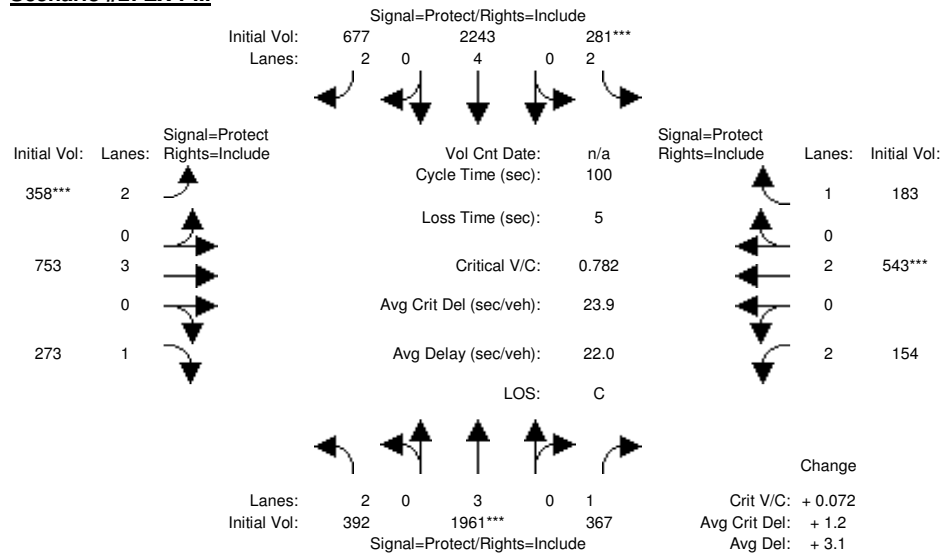 Signal=Protect/Rights=Include
Initial Vol: 677 2243 281***
Lanes: 2 0 4 0 2
Signal=Protect Signal=Protect
Initial Vol: Lanes: Rights=Include Vol Cnt Date: n/a Rights=Include Lanes: Initial Vol:
Cycle Time (sec): 100
358*** 2 1 183
Loss Time (sec): 5
0 0
753 3 Critical V/C: 0.782 2 543***
0 Avg Crit Del (sec/veh): 23.9 0
273 1 Avg Delay (sec/veh): 22.0 2 154
LOS: C
Change
Lanes: 2 0 3 0 1 Crit V/C: + 0.072
Initial Vol: 392 1961*** 367 Avg Crit Del: + 1.2
Signal=Protect/Rights=Include Avg Del: + 3.1